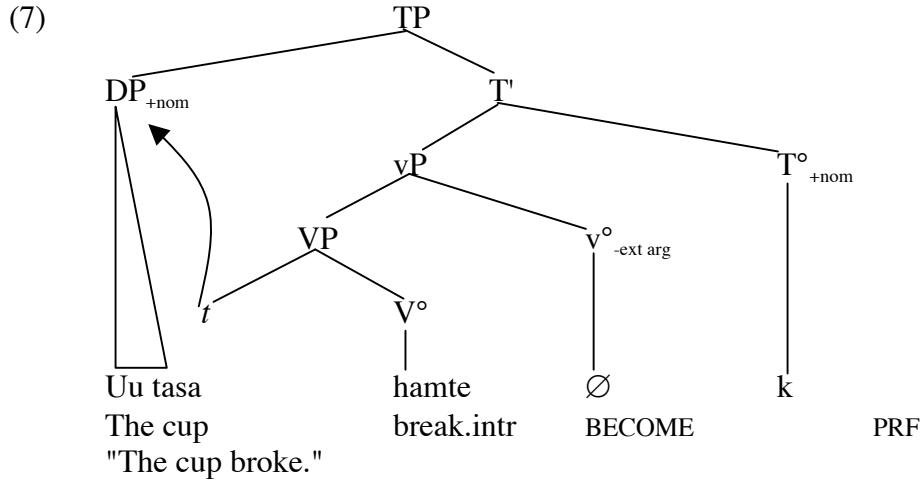 (7) TP
DP+nom T'
vP T°+nom
VP v°-ext arg
t V°
Uu tasa hamte ∅ k
The cup break.intr BECOME PRF
"The cup broke."